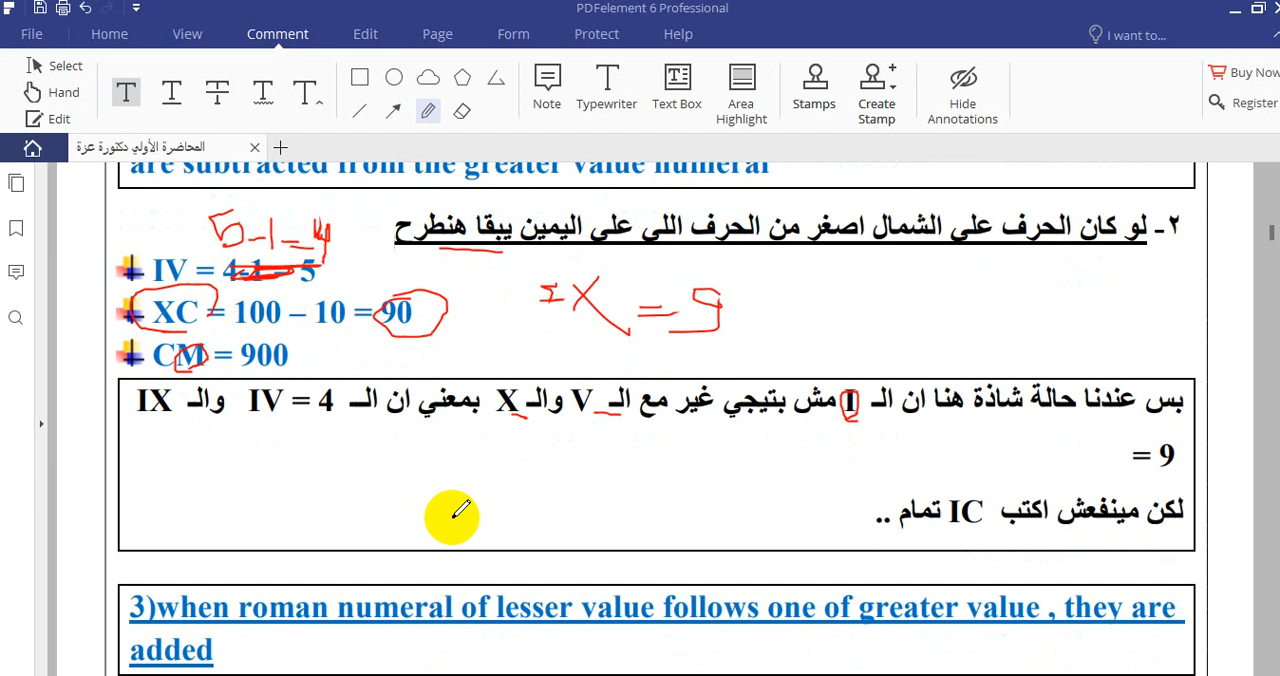 PDFelement 6 Professional
File Home View Comment Edit Page Form Protect Help I want to...
Select
Hand
Edit
Note Typewriter Text Box Area Highlight Stamps Create Stamp Hide Annotations
Buy Now
Register
المحاضرة الأولي دكتورة عزة
are subtracted from the greater value numeral
٢- لو كان الحرف علي الشمال اصغر من الحرف اللي علي اليمين يبقا هنطرح
5-1=4
IV = 4-1 = 5
XC = 100 – 10 = 90
IX = 9
CM = 900
بس عندنا حالة شاذة هنا ان الـ I مش بتيجي غير مع الـ V والـ X بمعني ان الـ IV = 4 والـ IX
= 9
لكن مينفعش اكتب IC تمام ..
3)when roman numeral of lesser value follows one of greater value , they are
added